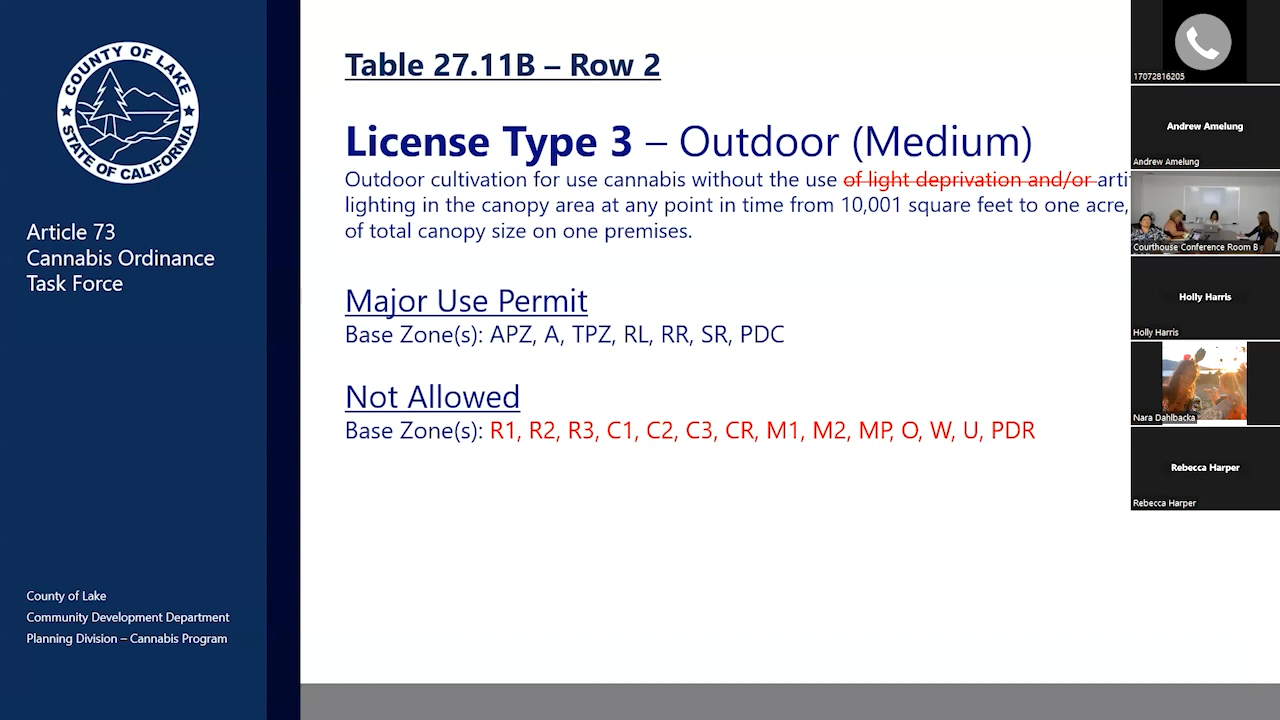 COUNTY OF LAKE
STATE OF CALIFORNIA
Article 73
Cannabis Ordinance
Task Force
County of Lake
Community Development Department
Planning Division – Cannabis Program
Table 27.11B – Row 2
License Type 3 – Outdoor (Medium)
Outdoor cultivation for use cannabis without the use of light deprivation and/or arti
lighting in the canopy area at any point in time from 10,001 square feet to one acre,
of total canopy size on one premises.
Major Use Permit
Base Zone(s): APZ, A, TPZ, RL, RR, SR, PDC
Not Allowed
Base Zone(s): R1, R2, R3, C1, C2, C3, CR, M1, M2, MP, O, W, U, PDR
17072816205
Andrew Amelung
Andrew Amelung
Courthouse Conference Room B
Holly Harris
Holly Harris
Nara Dahlbacka
Rebecca Harper
Rebecca Harper